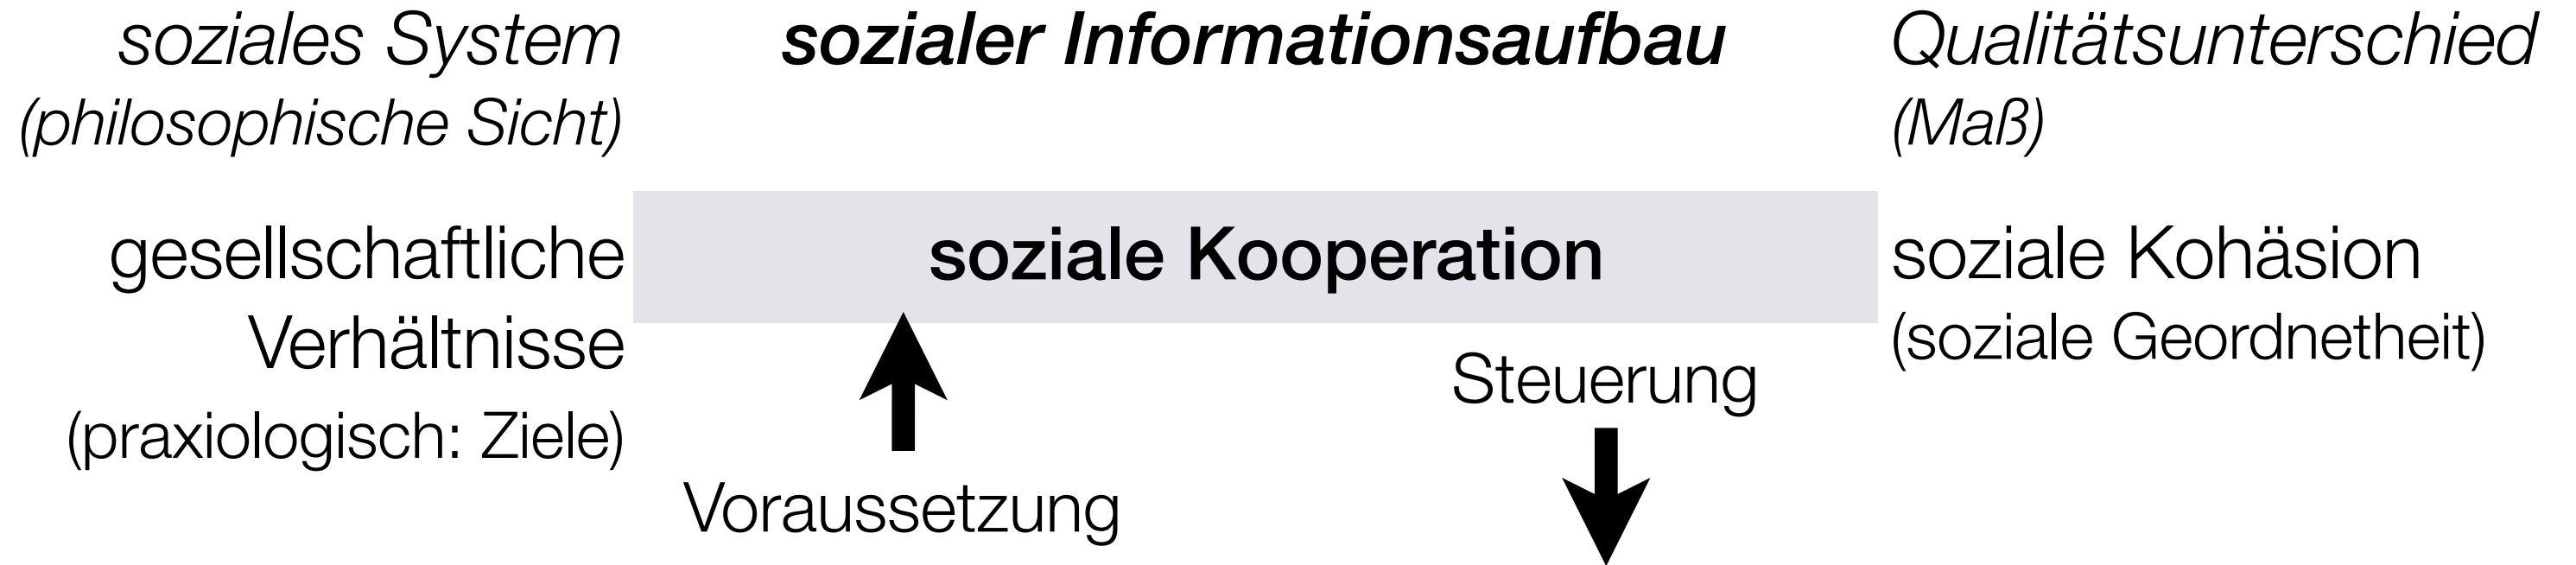 soziales System
(philosophische Sicht)
sozialer Informationsaufbau
Qualitätsunterschied
(Maß)
gesellschaftliche
Verhältnisse
(praxiologisch: Ziele)
soziale Kooperation
soziale Kohäsion
(soziale Geordnetheit)
Steuerung
Voraussetzung